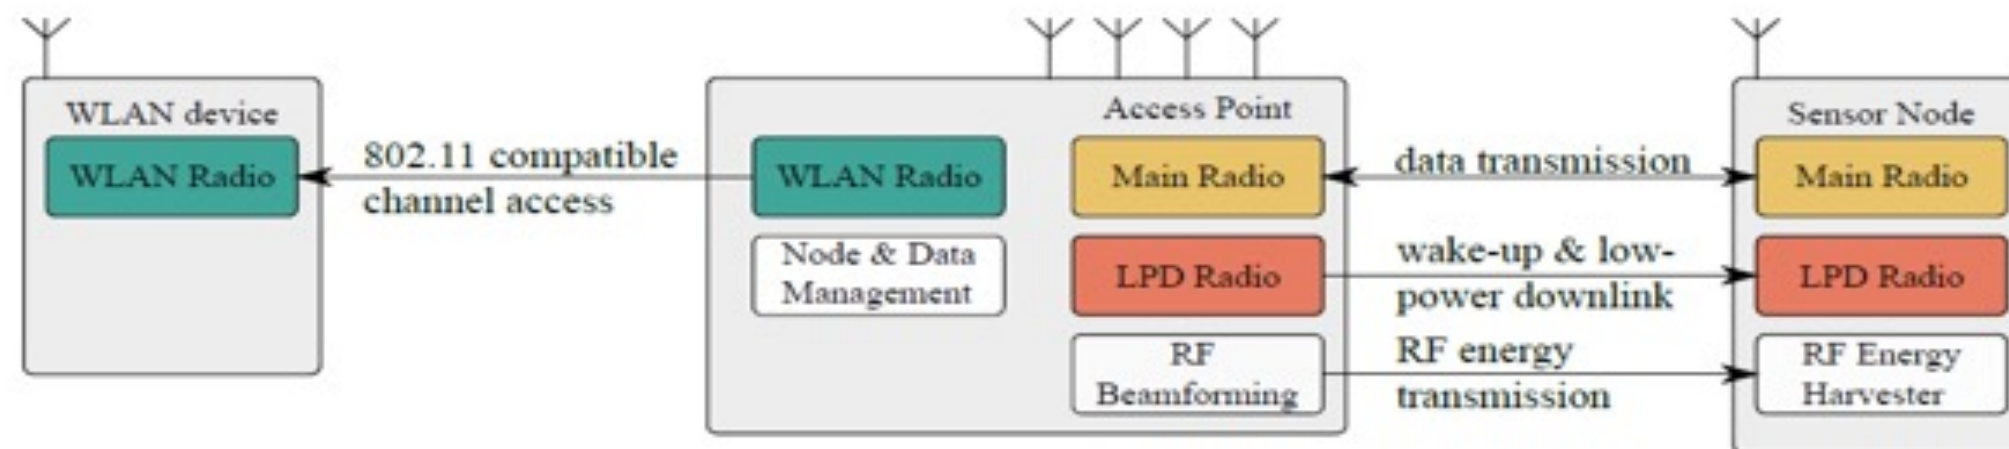 WLAN device
WLAN Radio
802.11 compatible
channel access
Access Point
WLAN Radio
Node & Data
Management
Main Radio
LPD Radio
RF
Beamforming
data transmission
wake-up & low-
power downlink
RF energy
transmission
Sensor Node
Main Radio
LPD Radio
RF Energy
Harvester